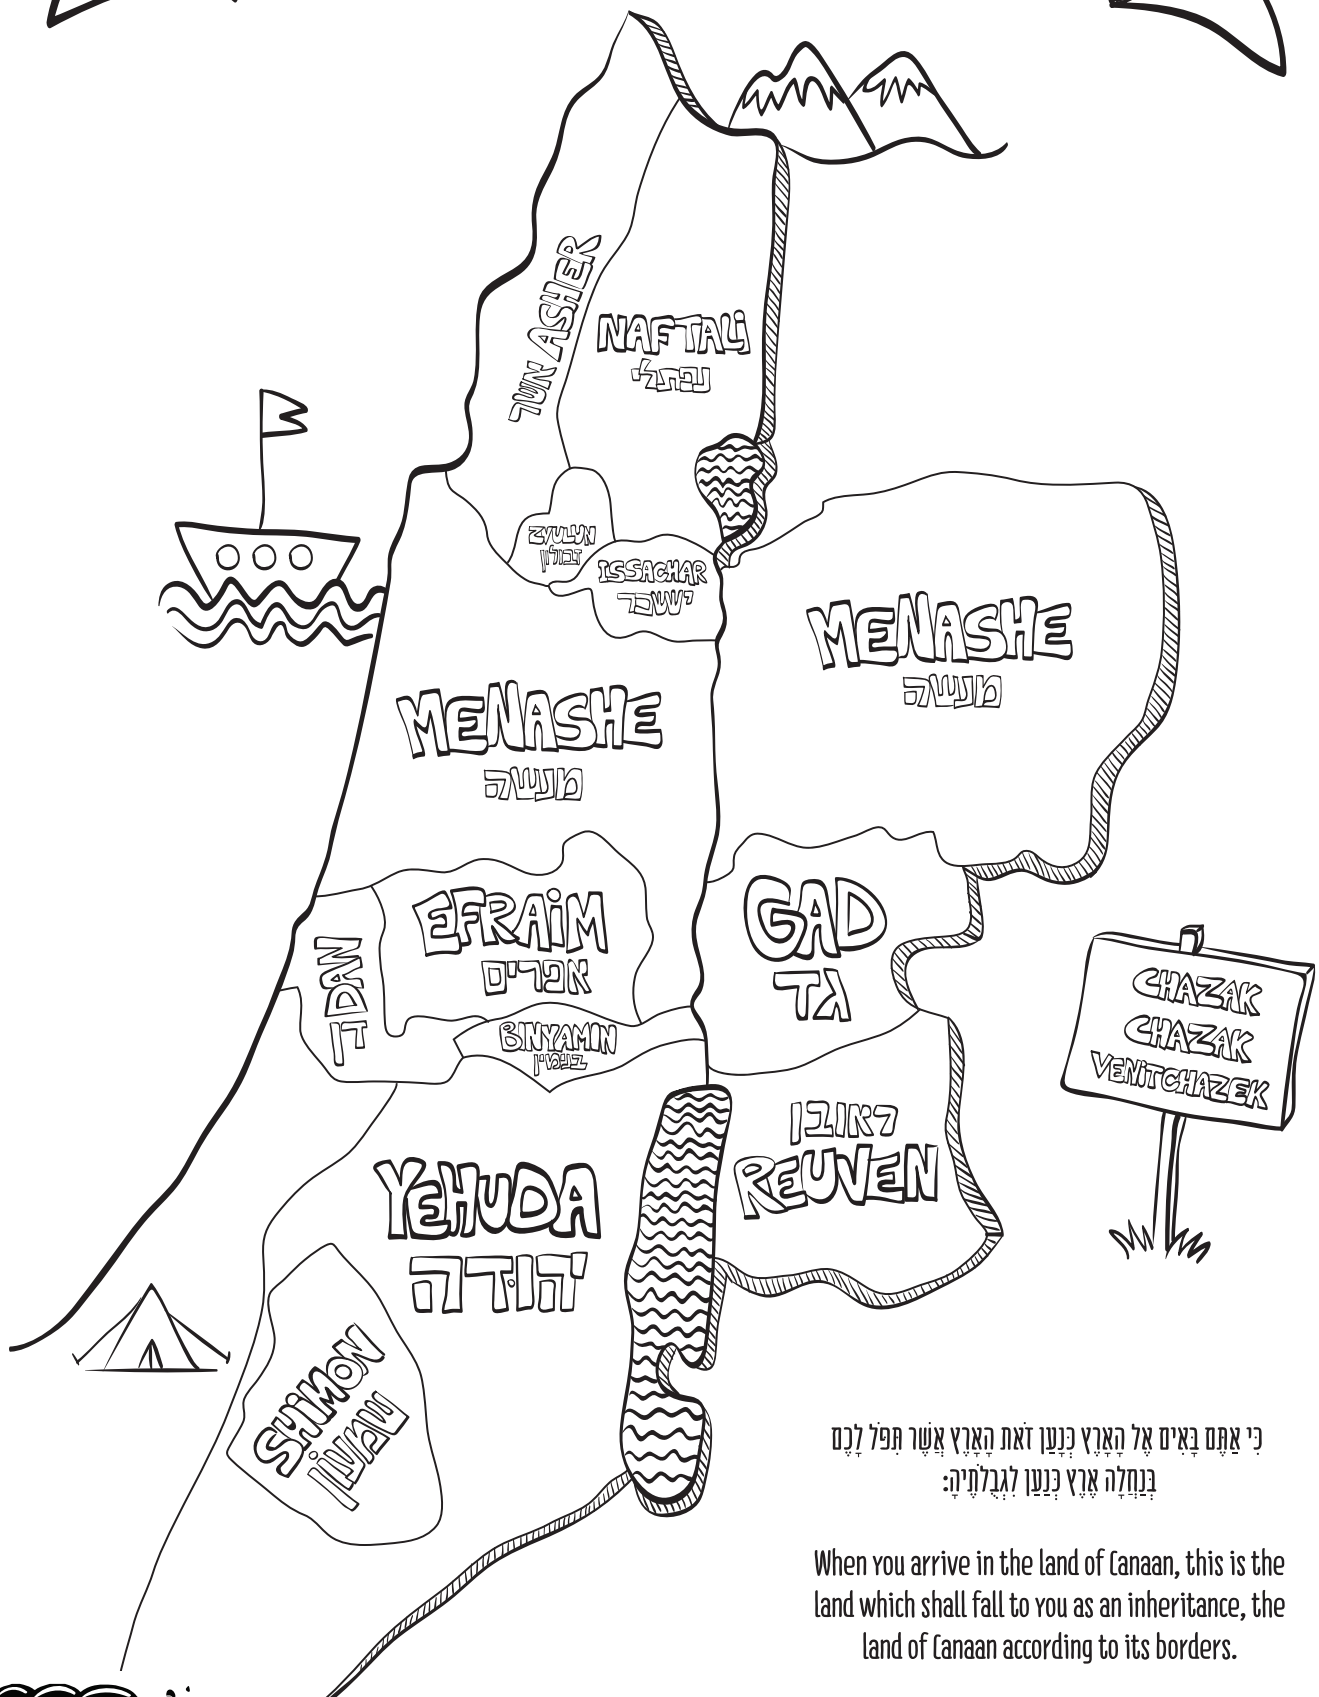 ASHER
אשר
NAFTALi
נפתלי
ZVULUN
זבולון
ISSACHAR
יששכר
MENASHE
מנשה
MENASHE
מנשה
EFRAiM
אפרים
GAD
גד
DAN
דן
BINYAMIN
בנימין
CHAZAK
CHAZAK
VENiTCHAZEK
ראובן
REUVEN
YEHUDA
יהוּדה
SHiMON
שמעון
כִּי אַתֶּם בָּאִים אֶל הָאָרֶץ כְּנָעַן זֹאת הָאָרֶץ אֲשֶׁר תִּפֹּל לָכֶם
בְּנַחֲלָה אֶרֶץ כְּנַעַן לִגְבֻלֹתֶיהָ:
When you arrive in the land of Canaan, this is the
land which shall fall to you as an inheritance, the
land of Canaan according to its borders.